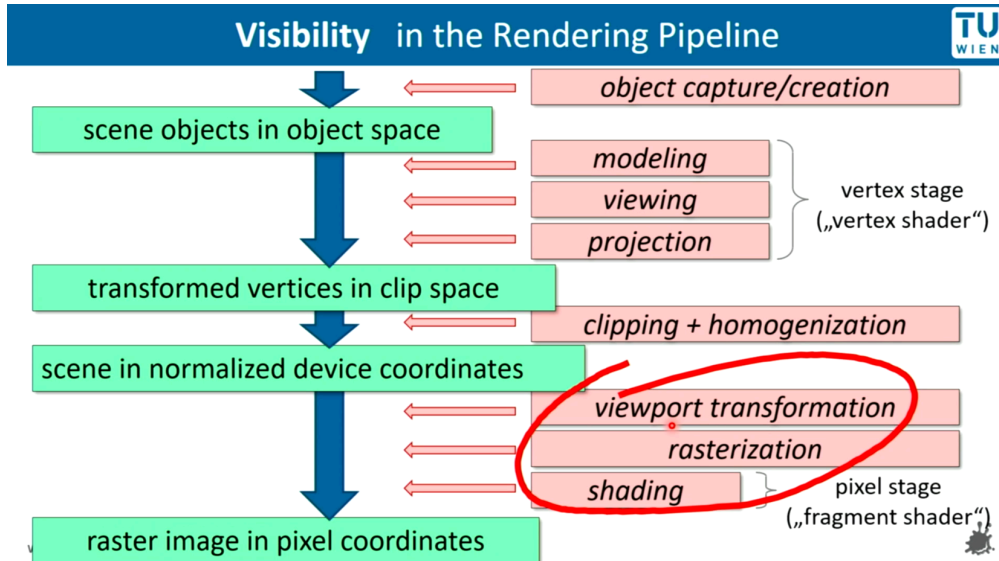 Visibility in the Rendering Pipeline
TU
WIEN
object capture/creation
scene objects in object space
modeling
viewing
projection
vertex stage
(„vertex shader“)
transformed vertices in clip space
clipping + homogenization
scene in normalized device coordinates
viewport transformation
rasterization
shading
pixel stage
(„fragment shader“)
raster image in pixel coordinates